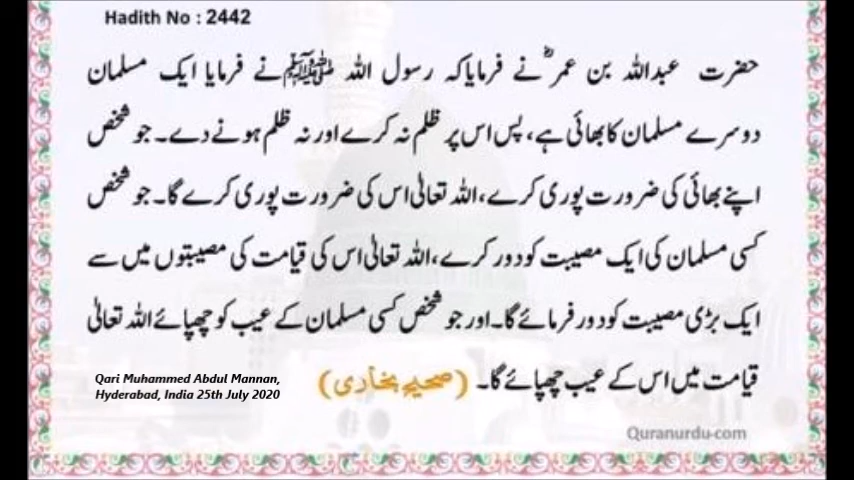 Hadith No : 2442
حضرت عبداللہ بن عمرؓ نے فرمایا کہ رسول اللہ ﷺ نے فرمایا ایک مسلمان
دوسرے مسلمان کا بھائی ہے، پس اس پر ظلم نہ کرے اور نہ ظلم ہونے دے۔ جو شخص
اپنے بھائی کی ضرورت پوری کرے، اللہ تعالیٰ اس کی ضرورت پوری کرے گا۔ جو شخص
کسی مسلمان کی ایک مصیبت کو دور کرے، اللہ تعالیٰ اس کی قیامت کی مصیبتوں میں سے
ایک بڑی مصیبت کو دور فرمائے گا۔ اور جو شخص کسی مسلمان کے عیب کو چھپائے اللہ تعالیٰ
قیامت میں اس کے عیب چھپائے گا۔ (صحیح بخاری)
Qari Muhammed Abdul Mannan,
Hyderabad, India 25th July 2020
Quranurdu-com